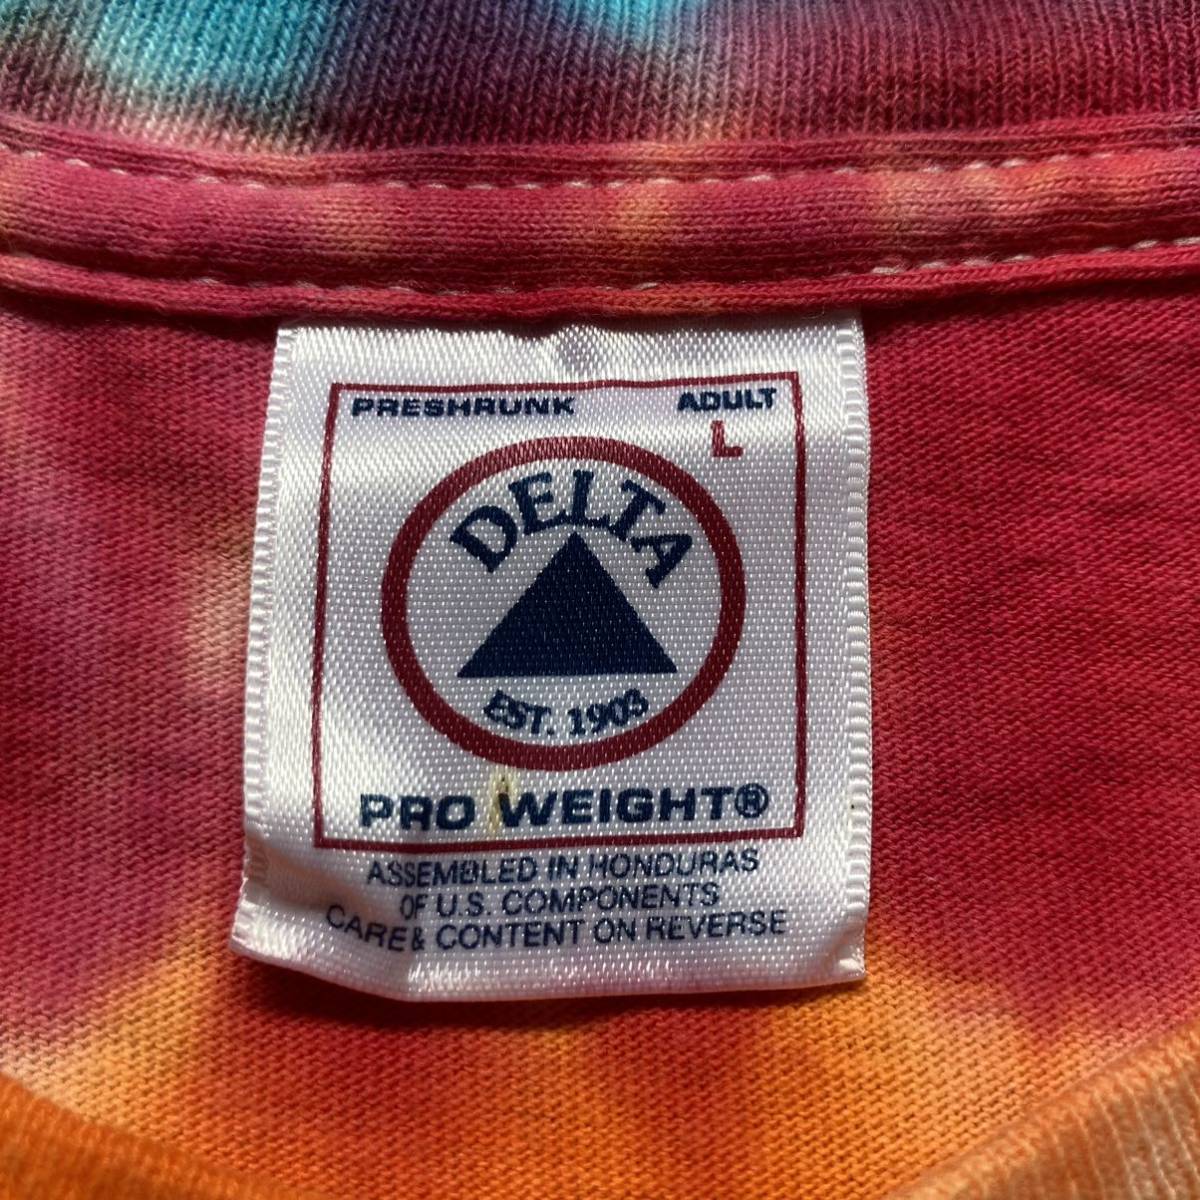 PRESHRUNK ADULT
L
DELTA
EST. 1903
PRO WEIGHT®
ASSEMBLED IN HONDURAS
OF U.S. COMPONENTS
CARE & CONTENT ON REVERSE